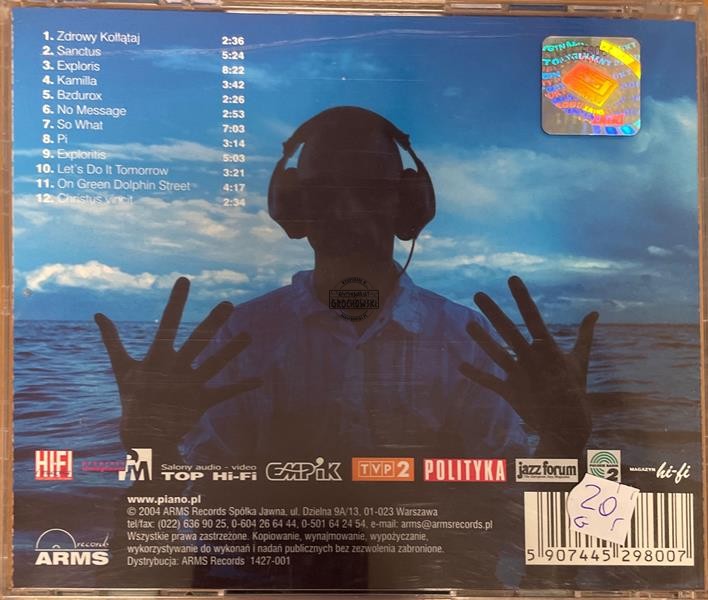 1. Zdrowy Kołłątaj 2:36
2. Sanctus 5:24
3. Exploris 8:22
4. Kamilla 3:42
5. Bzdurox 2:26
6. No Message 2:53
7. So What 7:03
8. Pi 3:14
9. Exploritis 5:03
10. Let's Do It Tomorrow 3:21
11. On Green Dolphin Street 4:17
12. Christus vincit 2:34
GROCHOWSKI
HIFI
PM
Salony audio - video
TOP Hi-Fi
EMPiK
TVP2
POLITYKA
jazz forum
2
MAGAZYN hi-fi
www.piano.pl
© 2004 ARMS Records Spółka Jawna, ul. Dzielna 9A/13, 01-023 Warszawa
tel/fax: (022) 636 90 25, 0-604 26 64 44, 0-501 64 24 54, e-mail: arms@armsrecords.pl
Wszystkie prawa zastrzeżone. Kopiowanie, wynajmowanie, wypożyczanie,
wykorzystywanie do wykonań i nadań publicznych bez zezwolenia zabronione.
Dystrybucja: ARMS Records 1427-001
records
ARMS
20
G
5 907445 298007